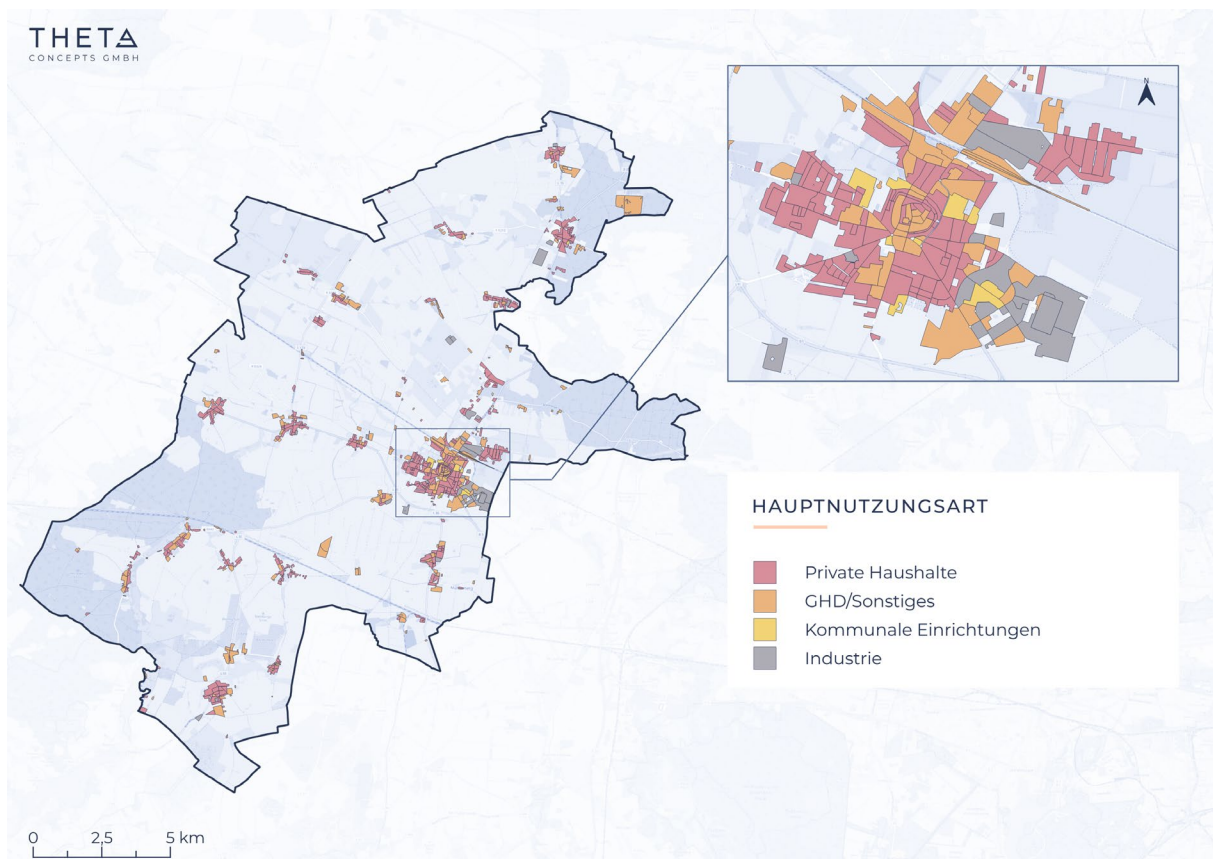 THETA
CONCEPTS GMBH
N
HAUPTNUTZUNGSART
Private Haushalte
GHD/Sonstiges
Kommunale Einrichtungen
Industrie
0 2,5 5 km